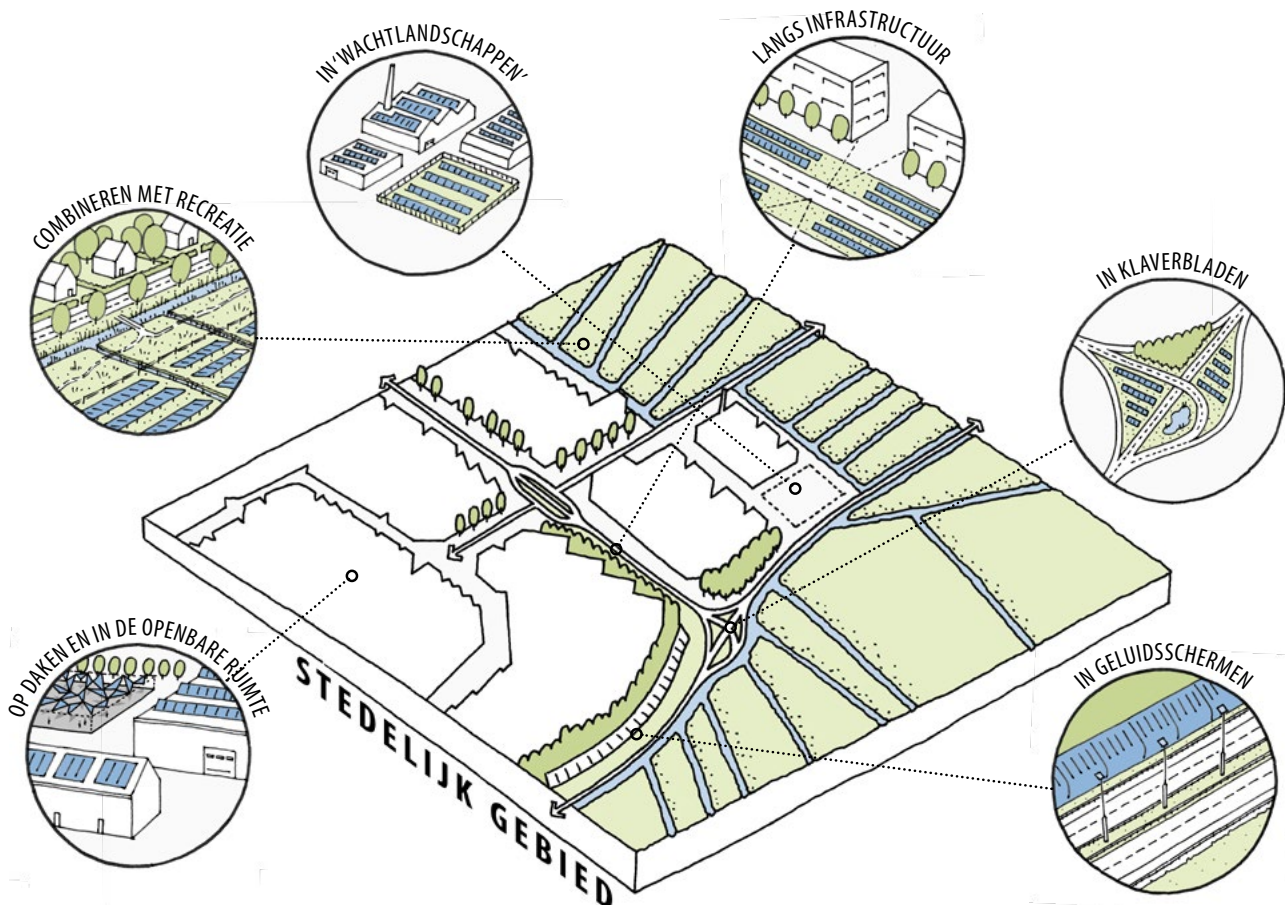 IN 'WACHTLANDSCHAPPEN'
LANGS INFRASTRUCTUUR
COMBINEREN MET RECREATIE
IN KLAVERBLADEN
OP DAKEN EN IN DE OPENBARE RUIMTE
IN GELUIDSSCHERMEN
STEDELIJK GEBIED